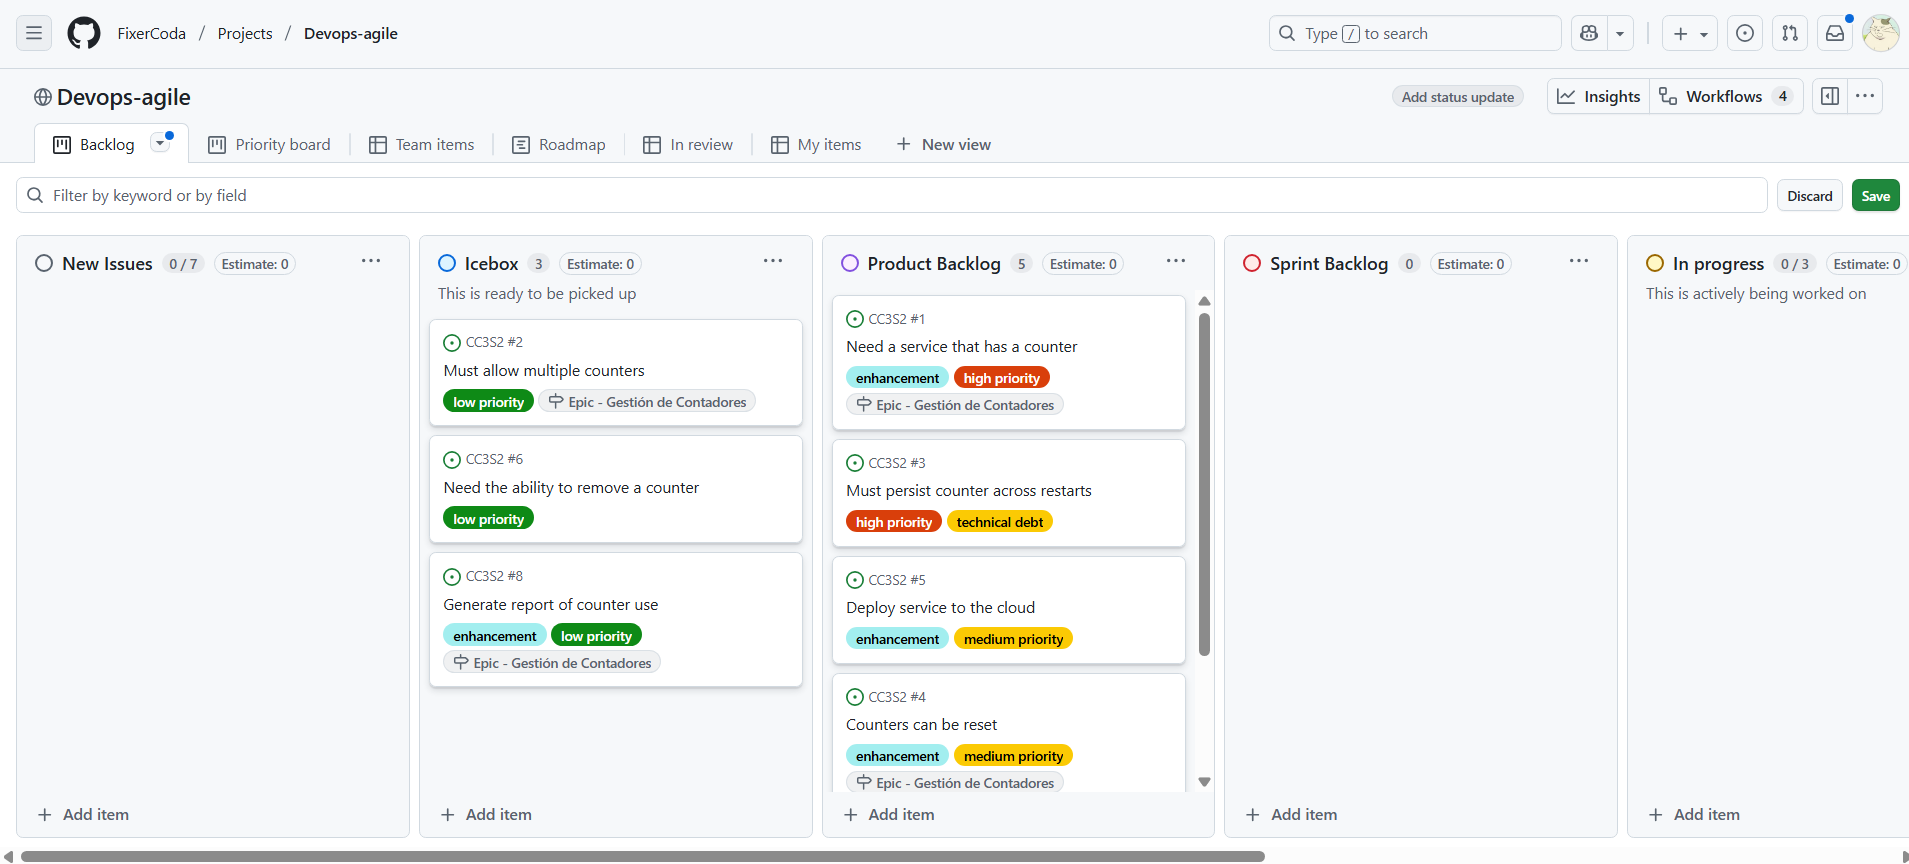 FixerCoda / Projects / Devops-agile
Type / to search
Devops-agile
Add status update
Insights
Workflows 4
Backlog
Priority board
Team items
Roadmap
In review
My items
New view
Filter by keyword or by field
Discard
Save
New Issues 0 / 7 Estimate: 0
Add item
Icebox 3 Estimate: 0
This is ready to be picked up
CC3S2 #2
Must allow multiple counters
low priority Epic - Gestión de Contadores
CC3S2 #6
Need the ability to remove a counter
low priority
CC3S2 #8
Generate report of counter use
enhancement low priority
Epic - Gestión de Contadores
Add item
Product Backlog 5 Estimate: 0
CC3S2 #1
Need a service that has a counter
enhancement high priority
Epic - Gestión de Contadores
CC3S2 #3
Must persist counter across restarts
high priority technical debt
CC3S2 #5
Deploy service to the cloud
enhancement medium priority
CC3S2 #4
Counters can be reset
enhancement medium priority
Epic - Gestión de Contadores
Add item
Sprint Backlog 0 Estimate: 0
Add item
In progress 0 / 3 Estimate: 0
This is actively being worked on
Add item